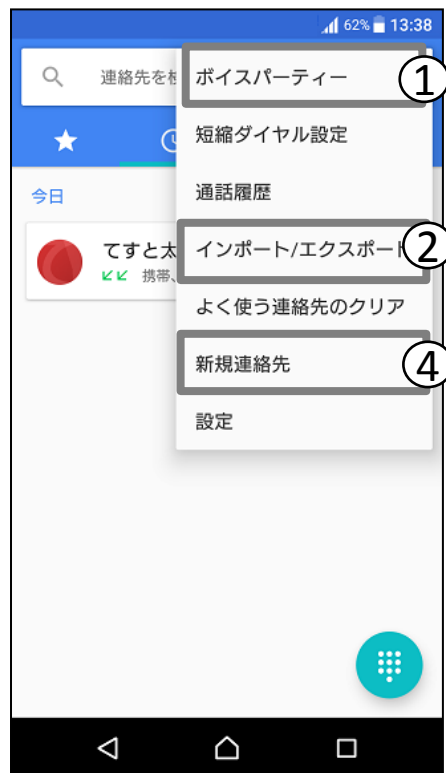 62% 13:38
連絡先を
ボイスパーティー
①
短縮ダイヤル設定
今日
通話履歴
てすと太
インポート/エクスポート
②
携帯、
よく使う連絡先のクリア
新規連絡先
④
設定